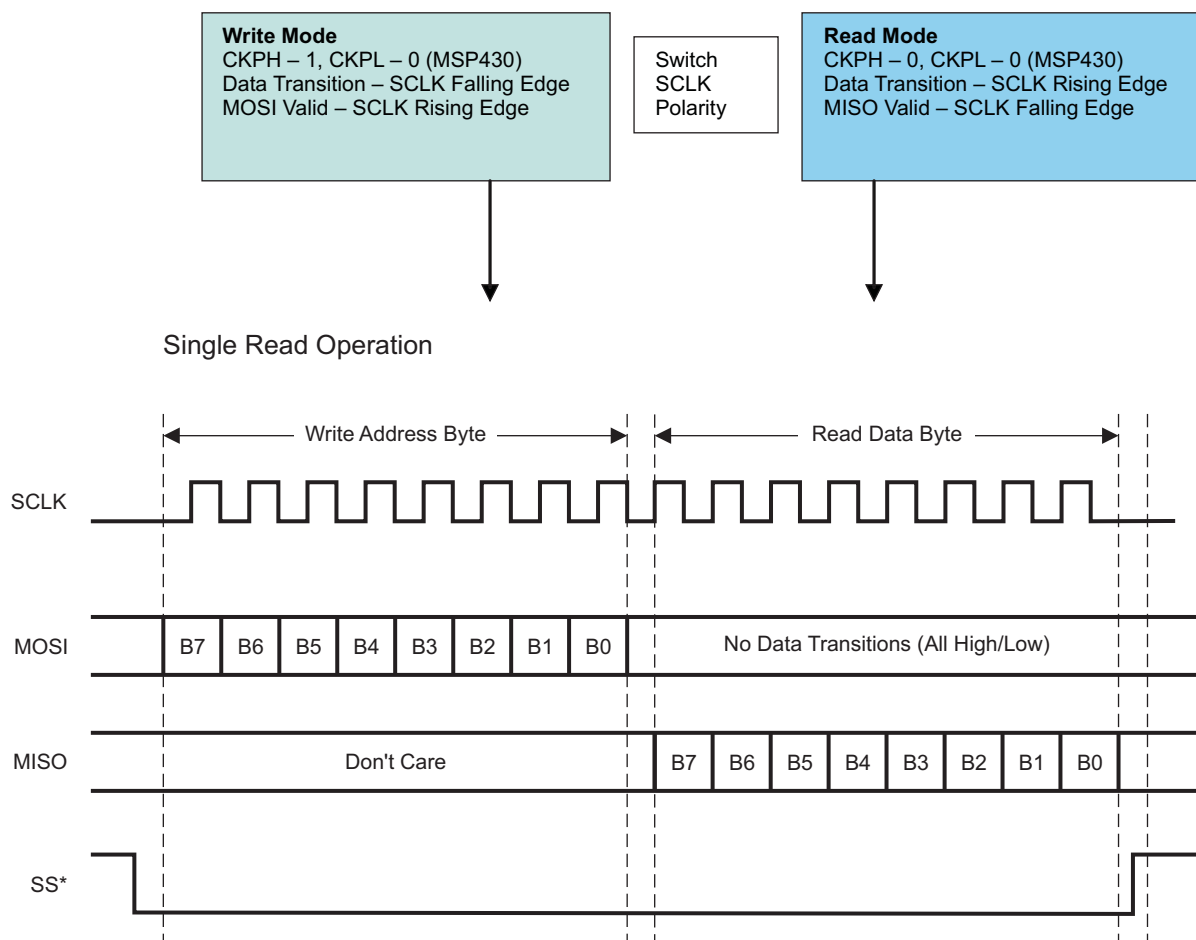 Write Mode
CKPH – 1, CKPL – 0 (MSP430)
Data Transition – SCLK Falling Edge
MOSI Valid – SCLK Rising Edge
Switch
SCLK
Polarity
Read Mode
CKPH – 0, CKPL – 0 (MSP430)
Data Transition – SCLK Rising Edge
MISO Valid – SCLK Falling Edge
Single Read Operation
Write Address Byte
Read Data Byte
SCLK
MOSI
B7 B6 B5 B4 B3 B2 B1 B0
No Data Transitions (All High/Low)
MISO
Don't Care
B7 B6 B5 B4 B3 B2 B1 B0
SS*